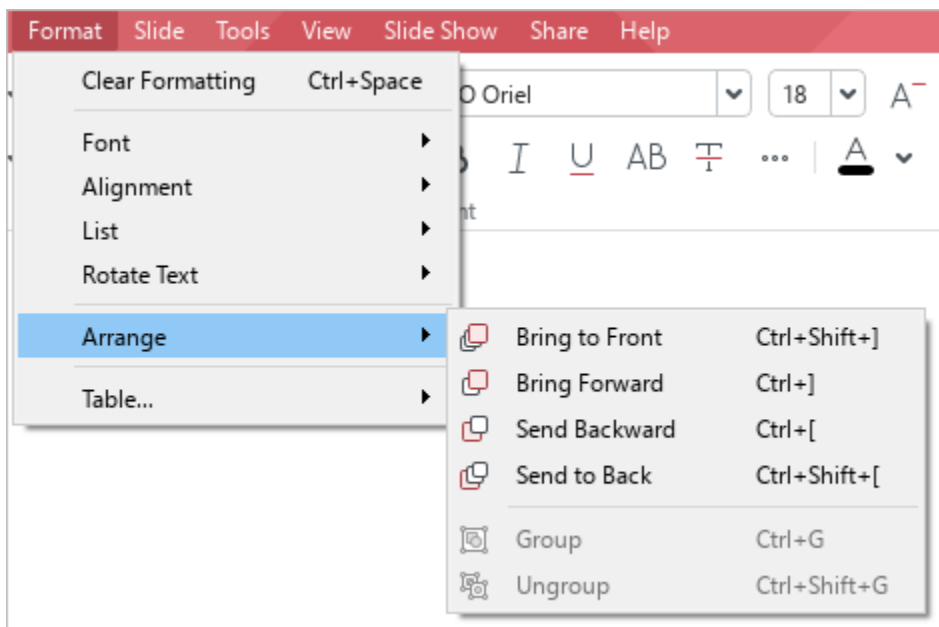 Format Slide Tools View Slide Show Share Help
Clear Formatting Ctrl+Space
O Oriel 18 A
Font
I U AB T A
Alignment
List
Rotate Text
Arrange
Bring to Front Ctrl+Shift+]
Bring Forward Ctrl+]
Table...
Send Backward Ctrl+[
Send to Back Ctrl+Shift+[
Group Ctrl+G
Ungroup Ctrl+Shift+G